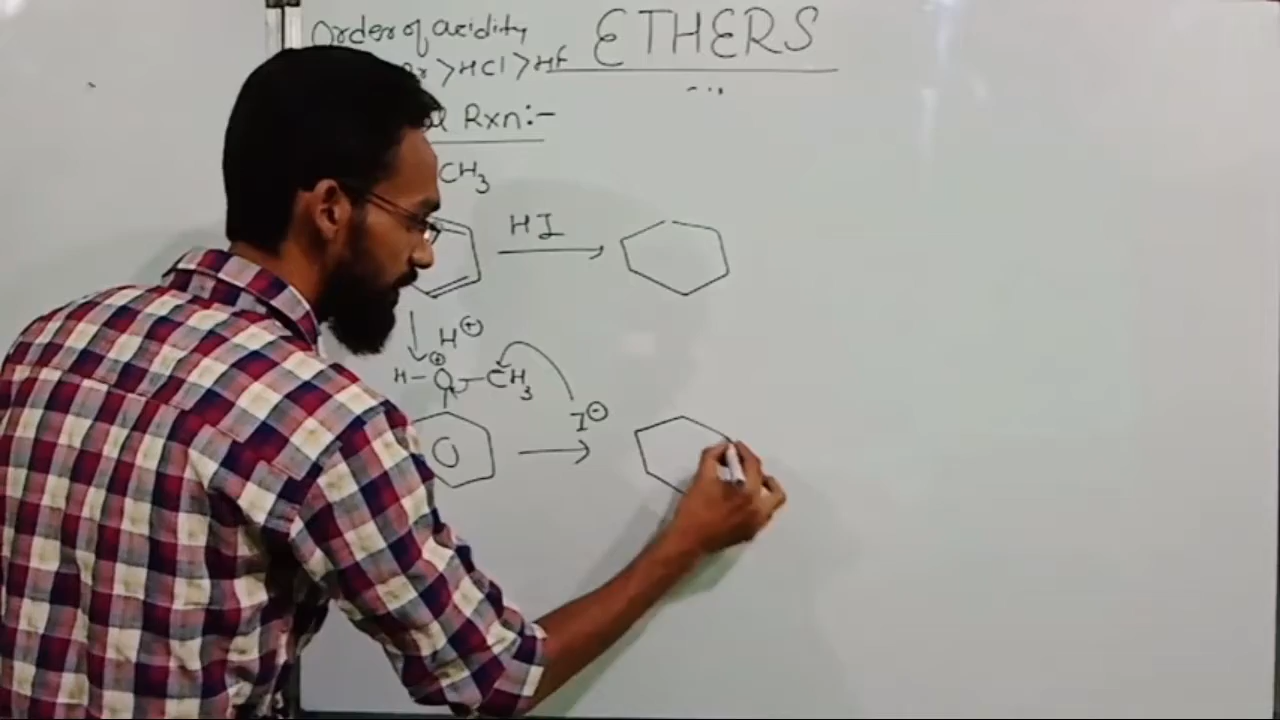 Order of acidity
ETHERS
>HCl>HF
Rxn:-
CH3
HI
H⊕
⊕
H-O-CH3
I⊖